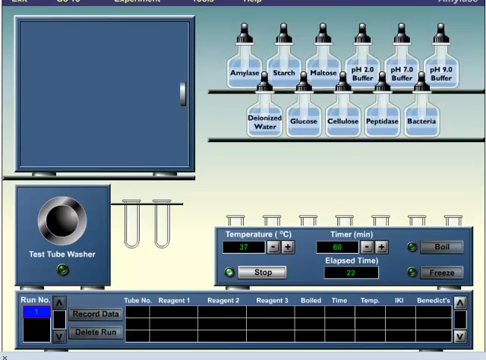 Exit Go To Experiment Tools Help Amylase
Amylase Starch Maltose pH 2.0 Buffer pH 7.0 Buffer pH 9.0 Buffer
Deionized Water Glucose Cellulose Peptidase Bacteria
Test Tube Washer
Temperature ( °C) Timer (min)
37 - + 60 - + Boil
Elapsed Time)
Stop 22 Freeze
Run No. Tube No. Reagent 1 Reagent 2 Reagent 3 Boiled Time Temp. IKI Benedict's
1 Record Data
Delete Run